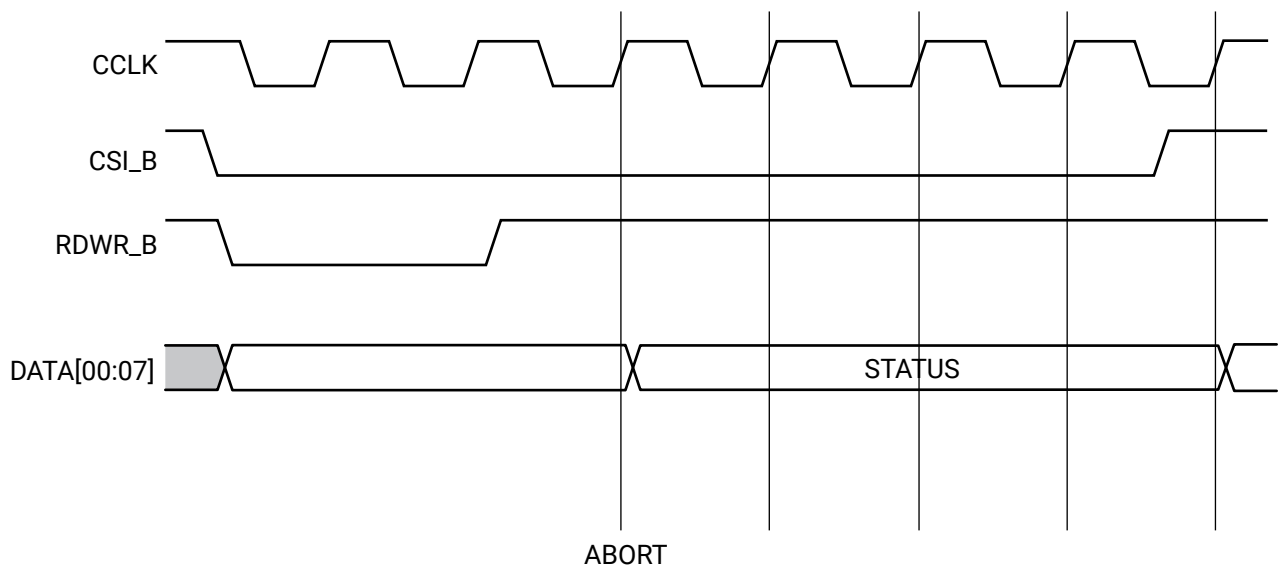 CCLK
CSI_B
RDWR_B
DATA[00:07]
STATUS
ABORT